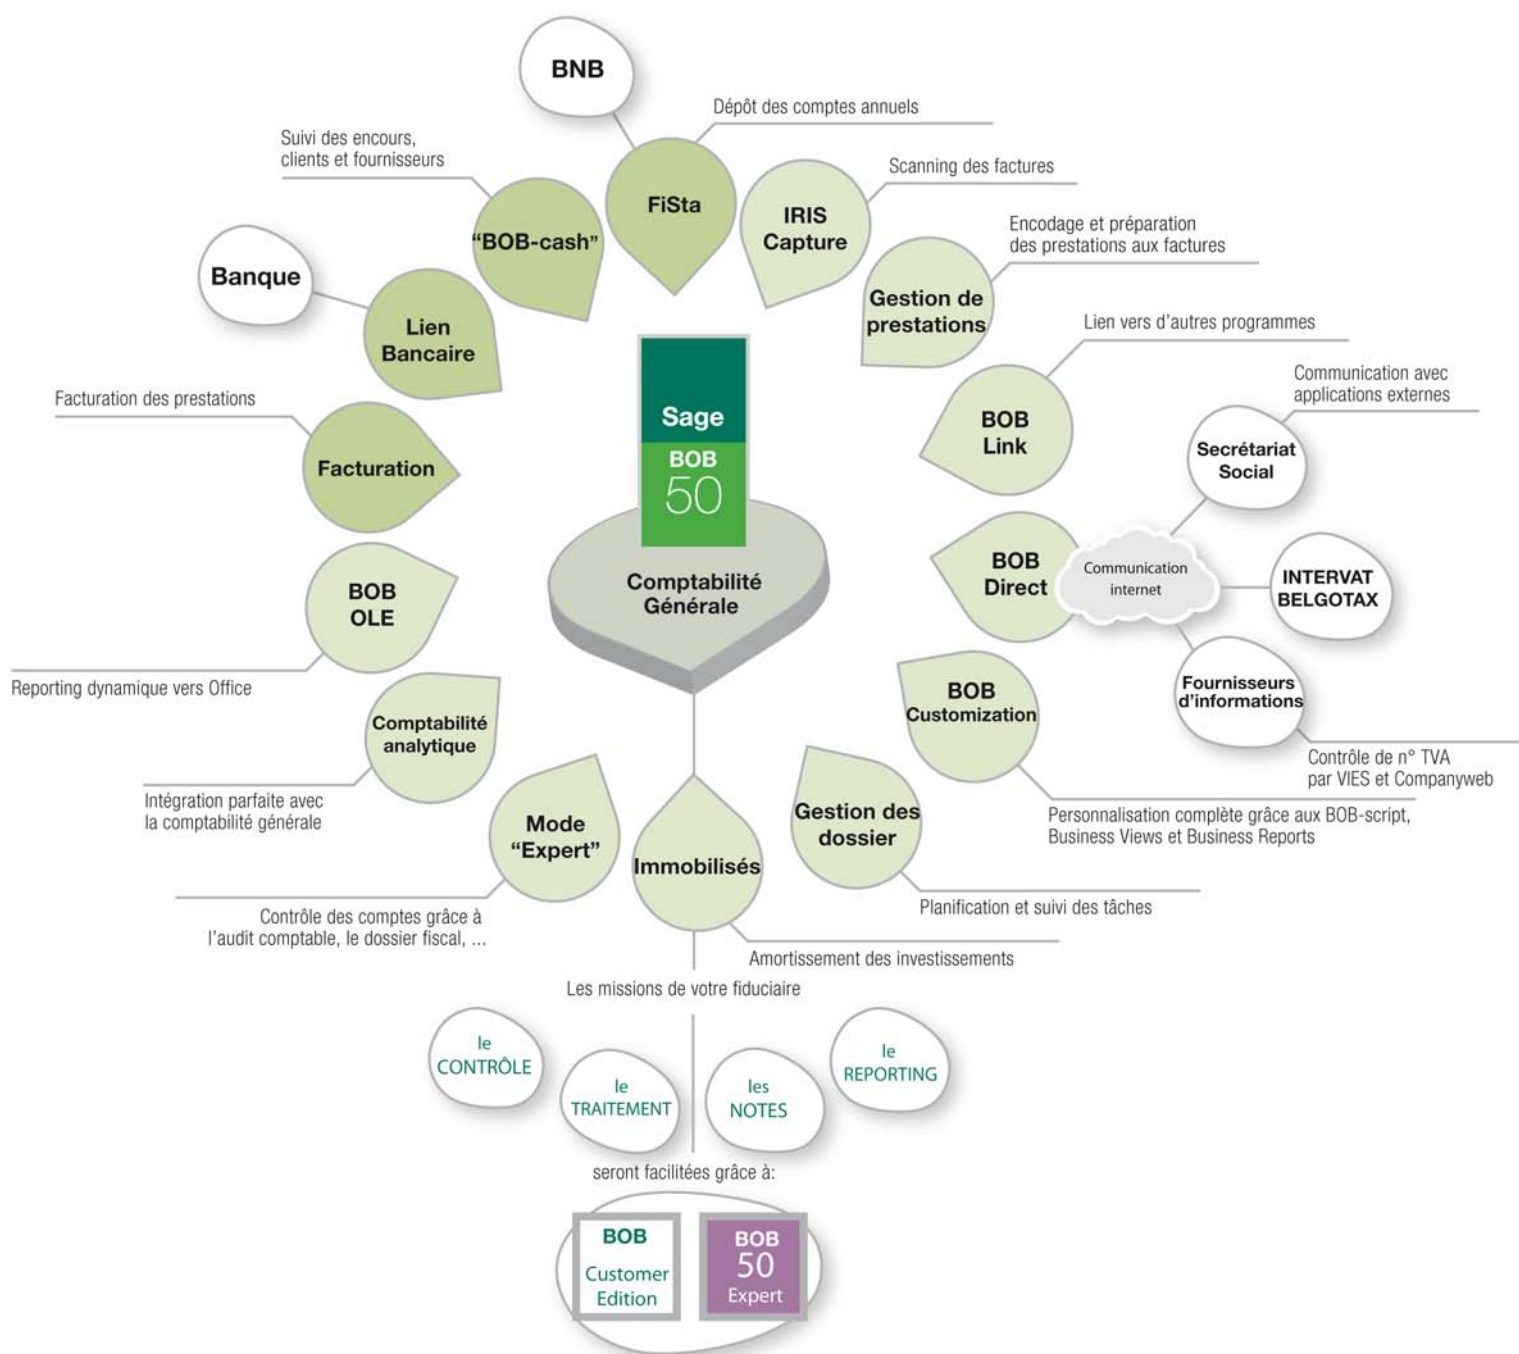 BNB
Dépôt des comptes annuels
Suivi des encours,
clients et fournisseurs
FiSta
Scanning des factures
"BOB-cash"
IRIS
Capture
Encodage et préparation
des prestations aux factures
Banque
Lien
Bancaire
Gestion de
prestations
Lien vers d'autres programmes
Facturation des prestations
Communication avec
applications externes
Sage
BOB
50
BOB
Link
Secrétariat
Social
Facturation
BOB
OLE
Comptabilité
Générale
BOB
Direct
Communication
internet
INTERVAT
BELGOTAX
Reporting dynamique vers Office
Fournisseurs
d'informations
BOB
Customization
Comptabilité
analytique
Contrôle de n° TVA
par VIES et Companyweb
Intégration parfaite avec
la comptabilité générale
Mode
"Expert"
Immobilisés
Gestion des
dossier
Personnalisation complète grâce aux BOB-script,
Business Views et Business Reports
Contrôle des comptes grâce à
l'audit comptable, le dossier fiscal, ...
Planification et suivi des tâches
Amortissement des investissements
Les missions de votre fiduciaire
le
CONTRÔLE
le
TRAITEMENT
les
NOTES
le
REPORTING
seront facilitées grâce à:
BOB
Customer
Edition
BOB
50
Expert